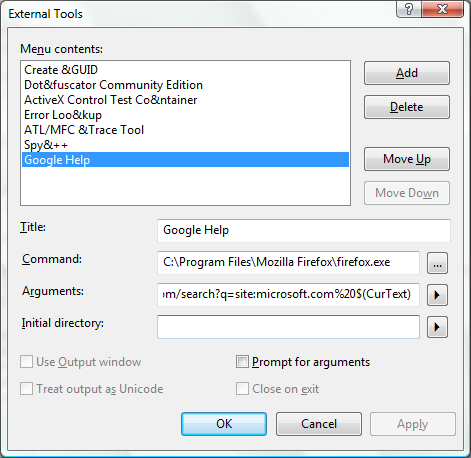 External Tools
Menu contents:
Create &GUID
Dot&fuscator Community Edition
ActiveX Control Test Co&ntainer
Error Loo&kup
ATL/MFC &Trace Tool
Spy&++
Google Help
Add
Delete
Move Up
Move Down
Title:
Google Help
Command:
C:\Program Files\Mozilla Firefox\firefox.exe
...
Arguments:
om/search?q=site:microsoft.com%20$(CurText)
Initial directory:
Use Output window
Prompt for arguments
Treat output as Unicode
Close on exit
OK
Cancel
Apply